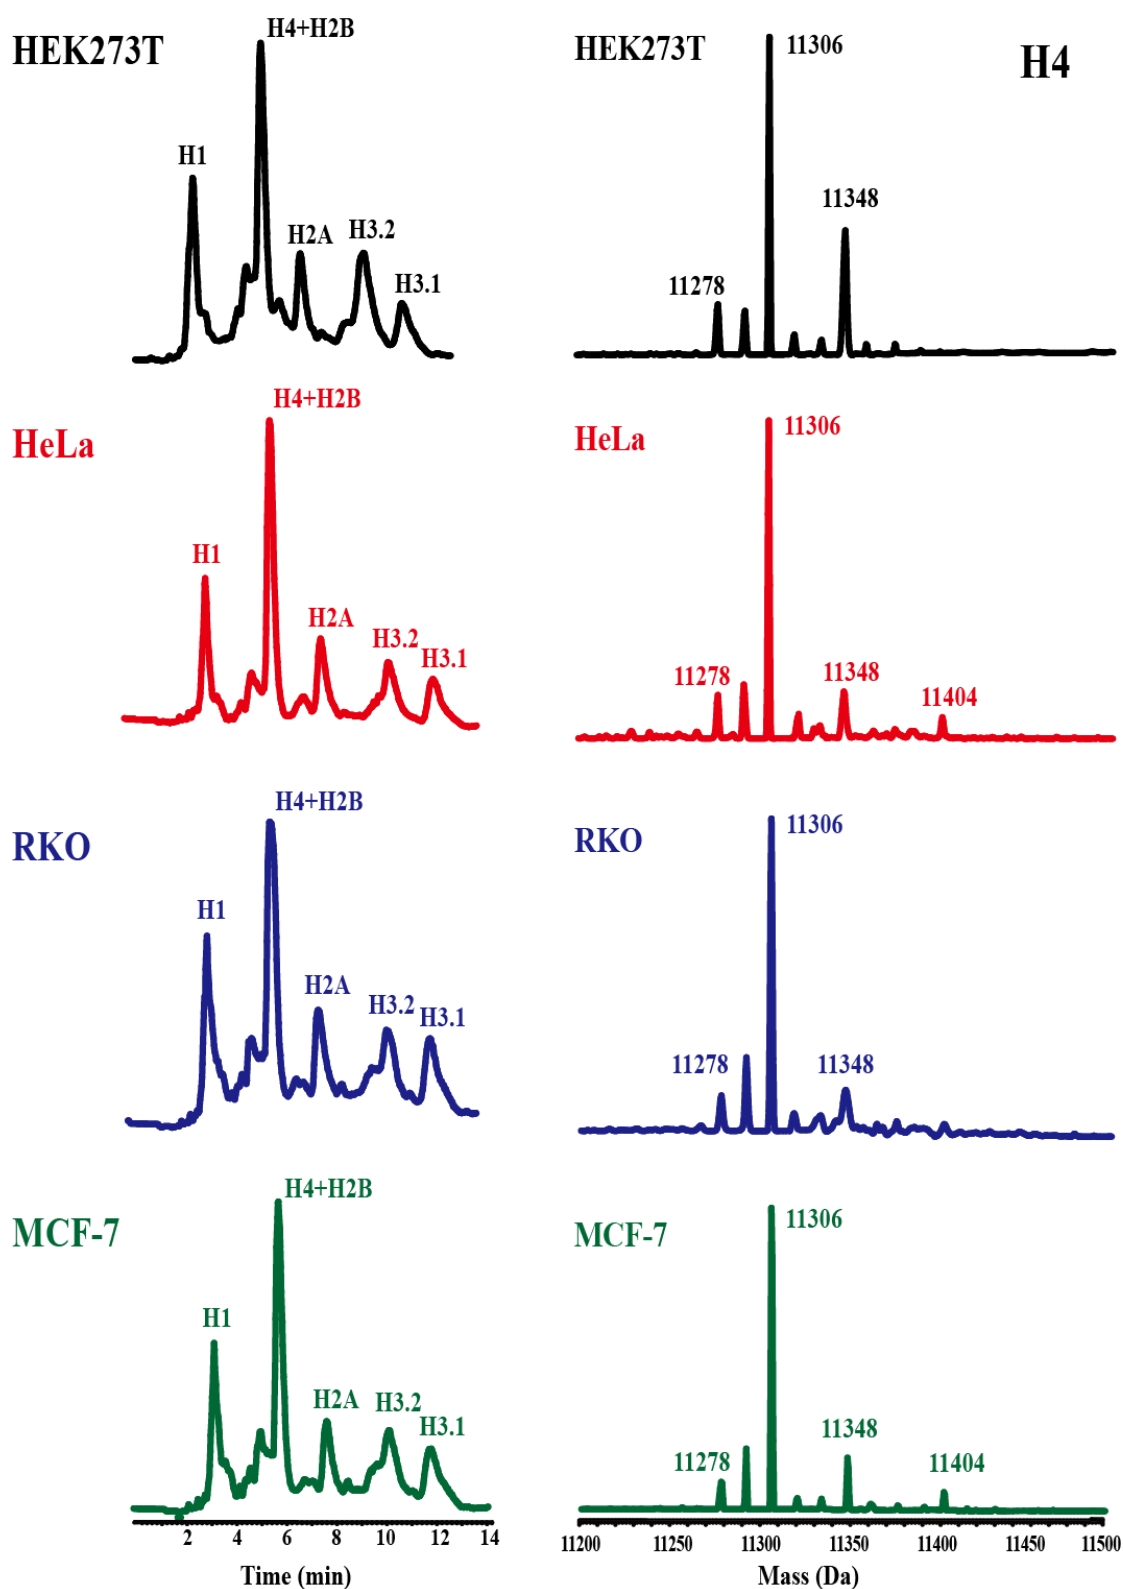 HEK273T
H4+H2B
H1
H2A
H3.2
H3.1
HEK273T
11306
H4
11348
11278
HeLa
H4+H2B
H1
H2A
H3.2
H3.1
HeLa
11306
11278
11348
11404
RKO
H4+H2B
H1
H2A
H3.2
H3.1
RKO
11306
11278
11348
MCF-7
H4+H2B
H1
H2A
H3.2
H3.1
2 4 6 8 10 12 14
Time (min)
MCF-7
11306
11278
11348
11404
11200 11250 11300 11350 11400 11450 11500
Mass (Da)